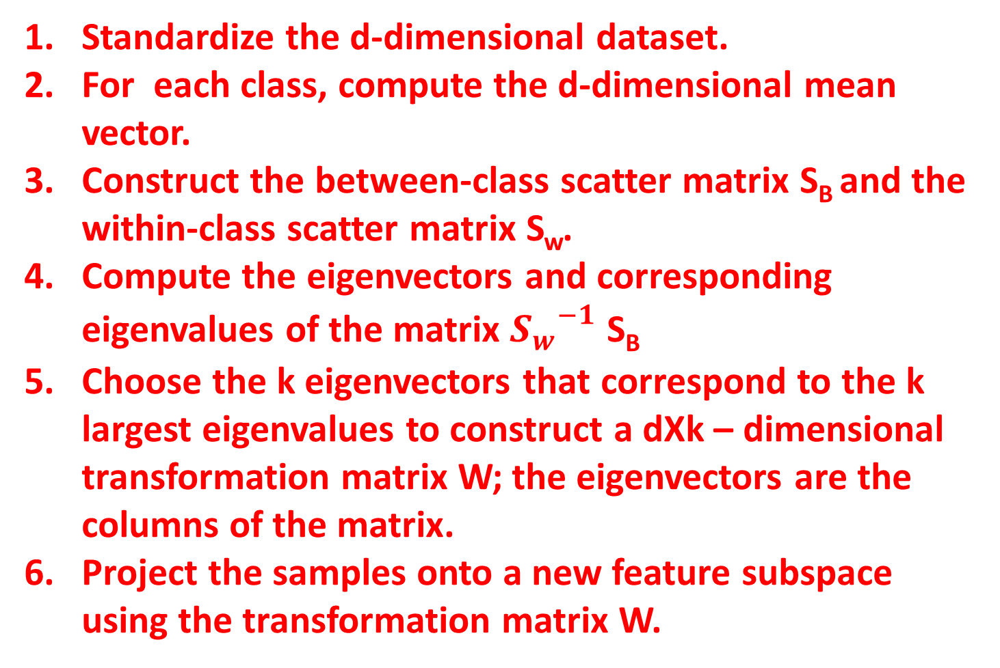 1. Standardize the d-dimensional dataset.
2. For  each class, compute the d-dimensional mean
vector.
3. Construct the between-class scatter matrix S_B and the
within-class scatter matrix S_w.
4. Compute the eigenvectors and corresponding
eigenvalues of the matrix S_w^−1 S_B
5. Choose the k eigenvectors that correspond to the k
largest eigenvalues to construct a dXk – dimensional
transformation matrix W; the eigenvectors are the
columns of the matrix.
6. Project the samples onto a new feature subspace
using the transformation matrix W.